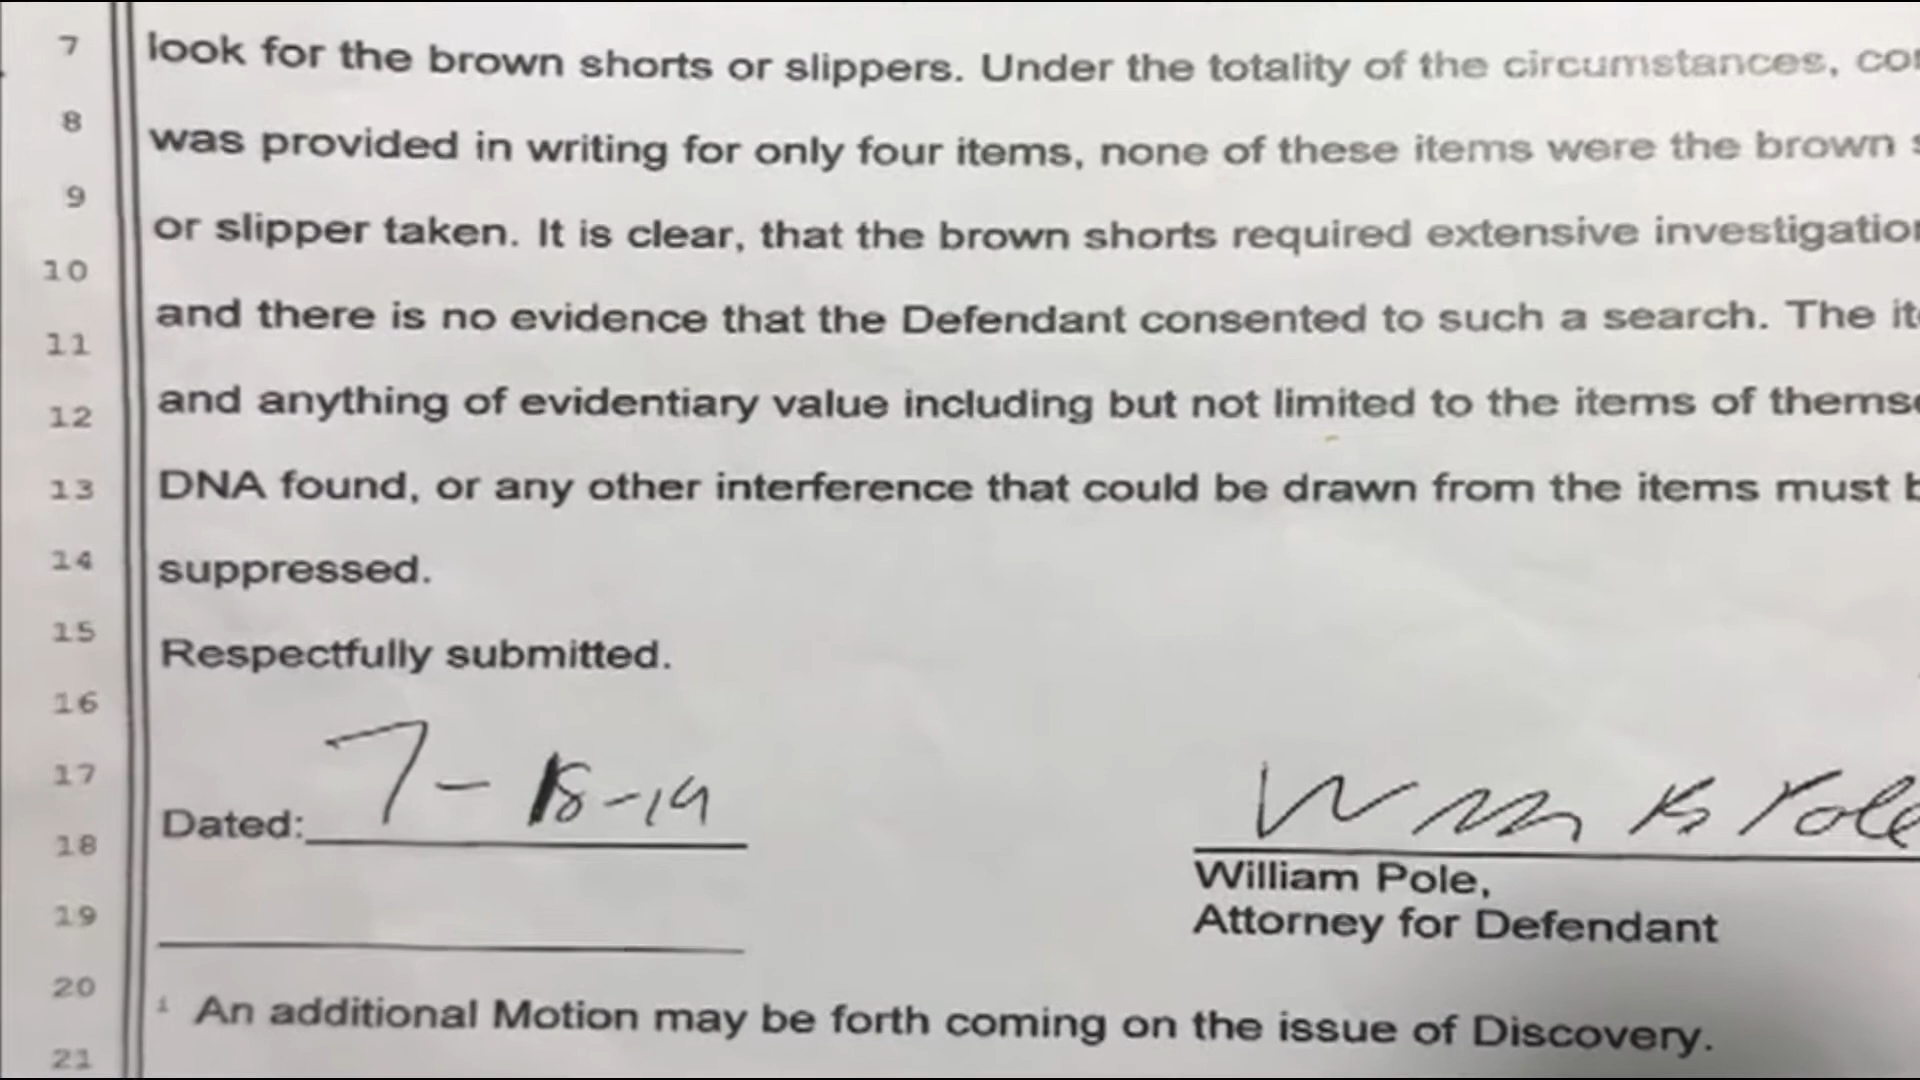 7 look for the brown shorts or slippers. Under the totality of the circumstances,
8 was provided in writing for only four items, none of these items were the brown
9 or slipper taken. It is clear, that the brown shorts required extensive
10 and there is no evidence that the Defendant consented to such a search. The
11 and anything of evidentiary value including but not limited to the items of
12 DNA found, or any other interference that could be drawn from the items must
13 suppressed.
14
15 Respectfully submitted.
16
17 Dated: 7-18-19
18 William Pole,
19 Attorney for Defendant
20 i An additional Motion may be forth coming on the issue of Discovery.
21